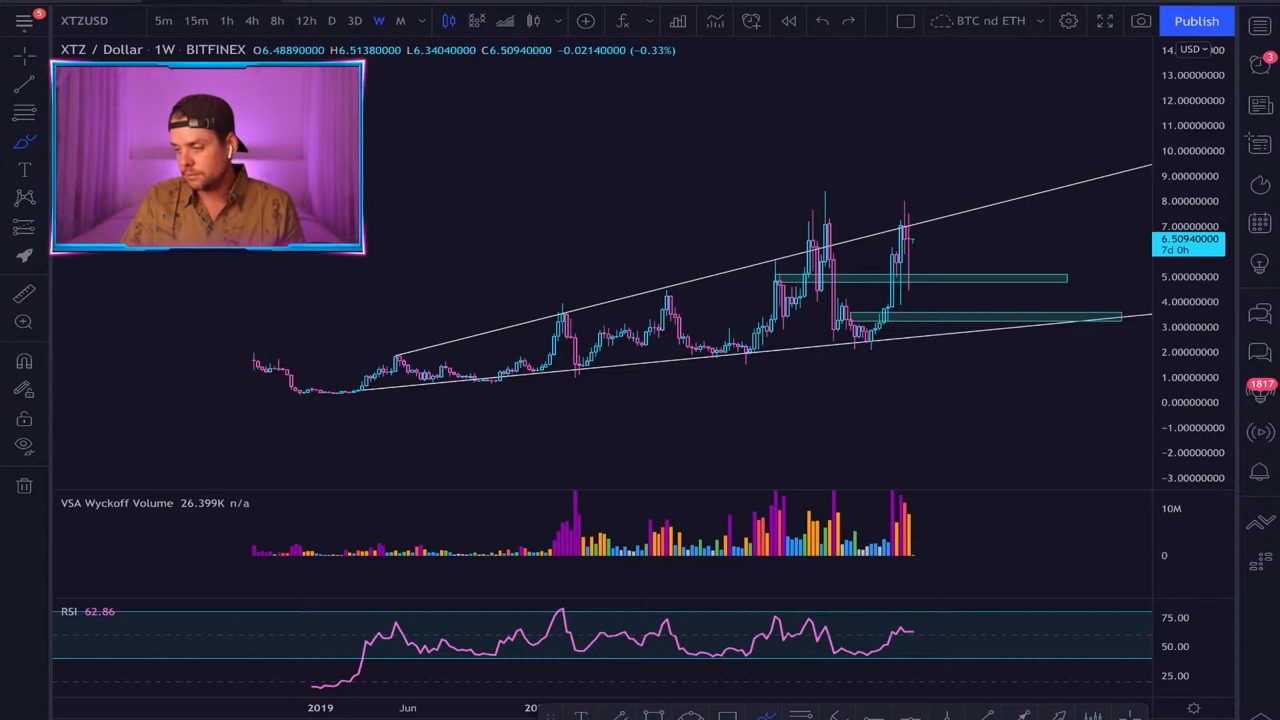 5
XTZUSD
5m 15m 1h 4h 8h 12h D 3D W M
BTC nd ETH
Publish
XTZ / Dollar · 1W · BITFINEX O6.48890000 H6.51380000 L6.34040000 C6.50940000 −0.02140000 (−0.33%)
USD
13.00000000
12.00000000
11.00000000
10.00000000
9.00000000
8.00000000
7.00000000
6.50940000
7d 0h
5.00000000
4.00000000
3.00000000
2.00000000
1.00000000
0.00000000
−1.00000000
−2.00000000
−3.00000000
3
1817
VSA Wyckoff Volume 26.399K n/a
10M
0
RSI 62.86
75.00
50.00
25.00
2019 Jun